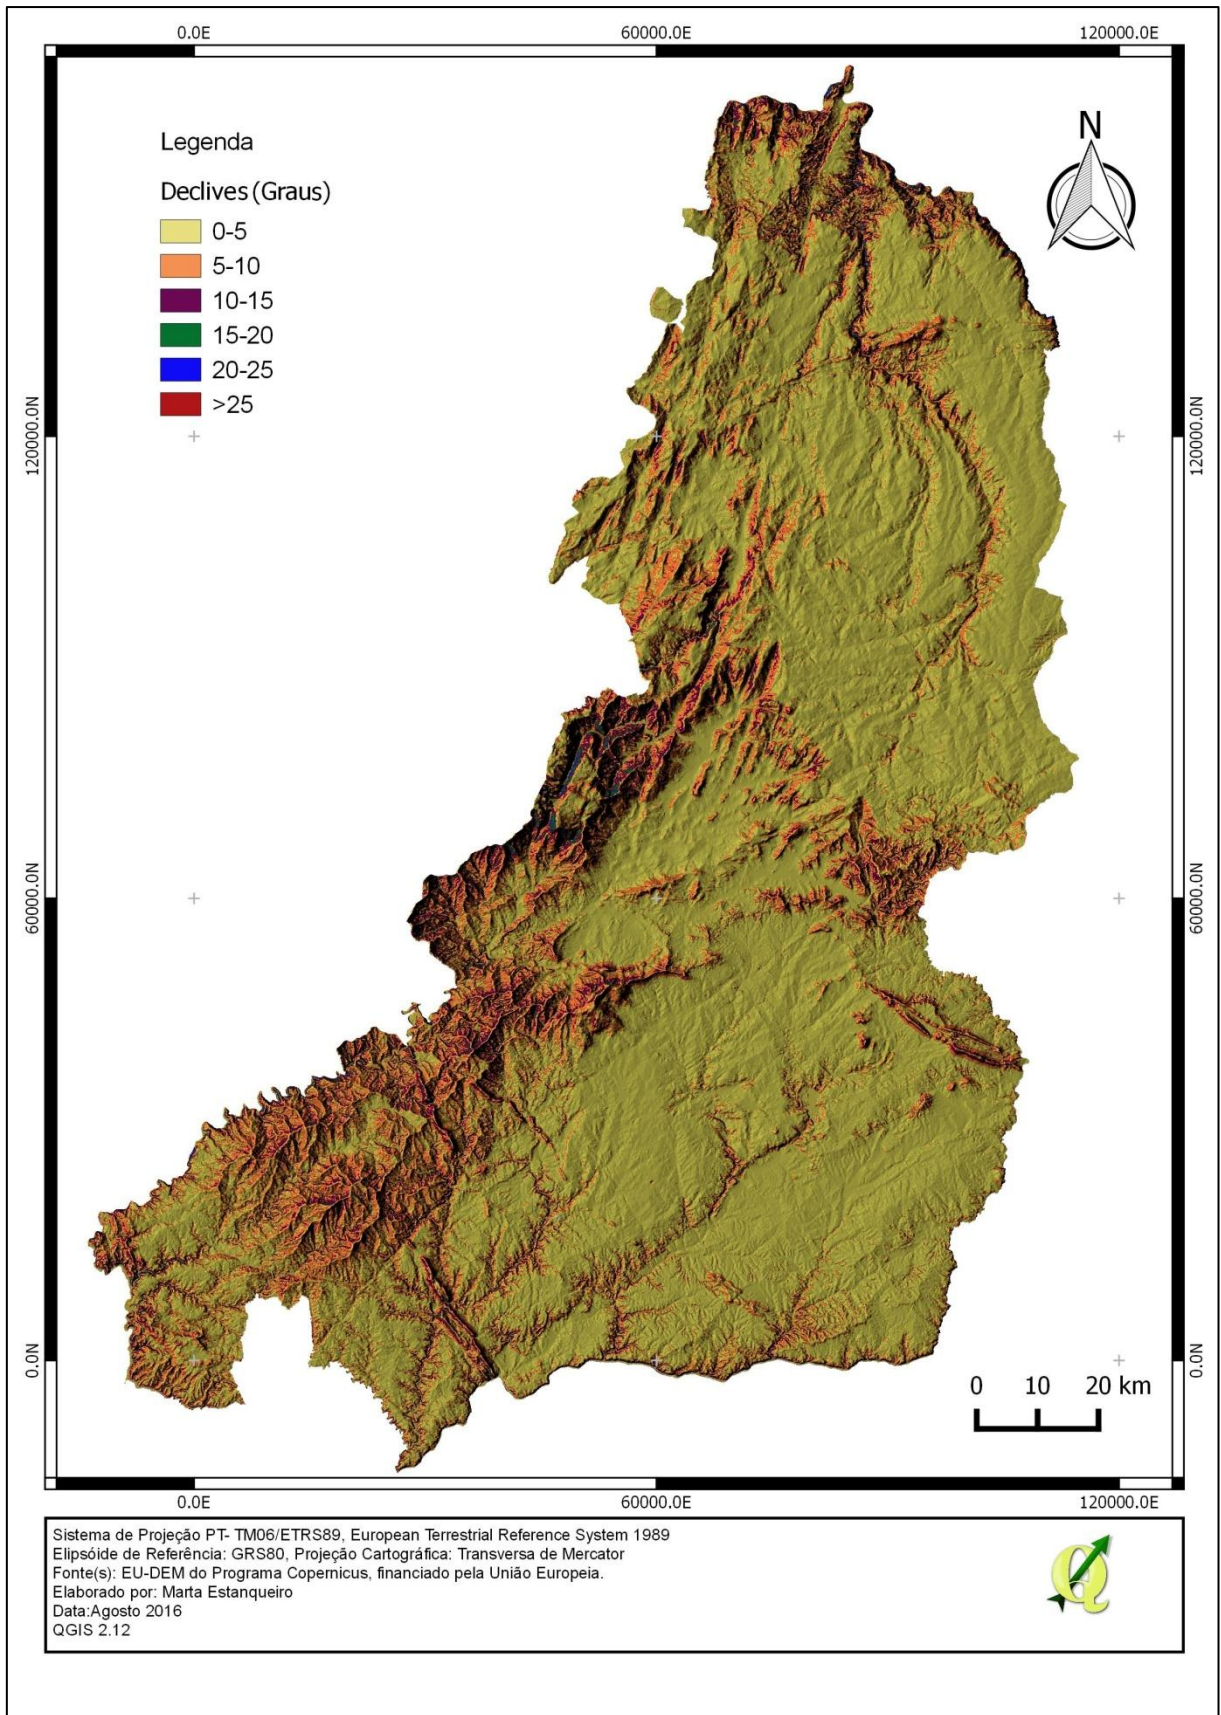 0.0E 60000.0E 120000.0E
N
Legenda
Declives (Graus)
0-5
5-10
10-15
15-20
20-25
>25
120000.0N 120000.0N
60000.0N 60000.0N
0.0N 0.0N
0 10 20 km
0.0E 60000.0E 120000.0E
Sistema de Projeção PT- TM06/ETRS89, European Terrestrial Reference System 1989
Elipsóide de Referência: GRS80, Projeção Cartográfica: Transversa de Mercator
Fonte(s): EU-DEM do Programa Copernicus, financiado pela União Europeia.
Elaborado por: Marta Estanqueiro
Data:Agosto 2016
QGIS 2.12